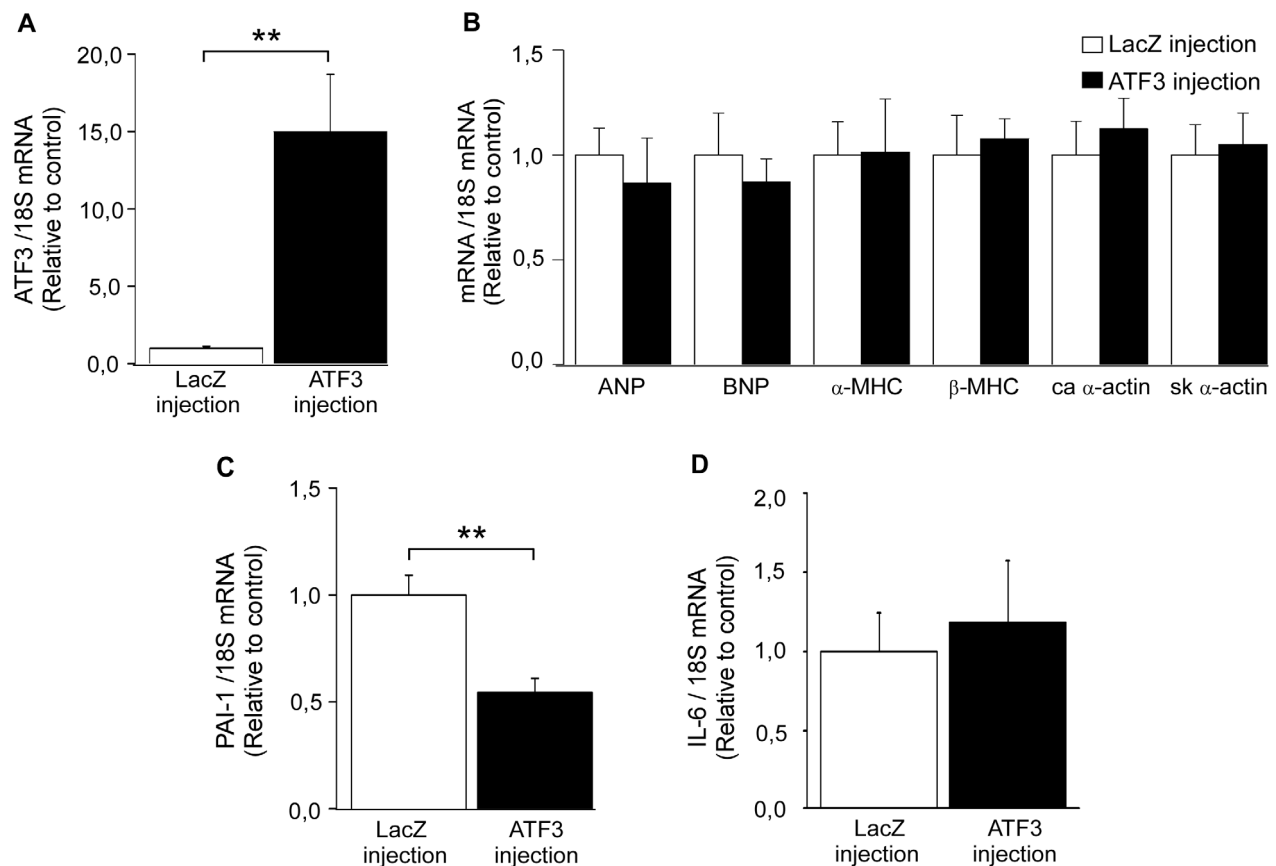 A
**
20,0
15,0
10,0
5,0
0,0
ATF3 /18S mRNA
(Relative to control)
LacZ
injection
ATF3
injection
B
LacZ injection
ATF3 injection
1,5
1,0
0,5
0,0
mRNA /18S mRNA
(Relative to control)
ANP
BNP
α-MHC
β-MHC
ca α-actin
sk α-actin
C
**
1,5
1,0
0,5
0,0
PAI-1 /18S mRNA
(Relative to control)
LacZ
injection
ATF3
injection
D
2,0
1,5
1,0
0,5
0,0
IL-6 / 18S mRNA
(Relative to control)
LacZ
injection
ATF3
injection